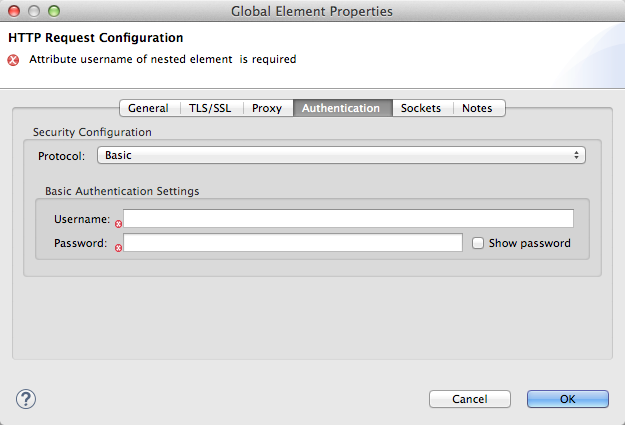 Global Element Properties
HTTP Request Configuration
Attribute username of nested element  is required
General TLS/SSL Proxy Authentication Sockets Notes
Security Configuration
Protocol: Basic
Basic Authentication Settings
Username:
Password: Show password
? Cancel OK